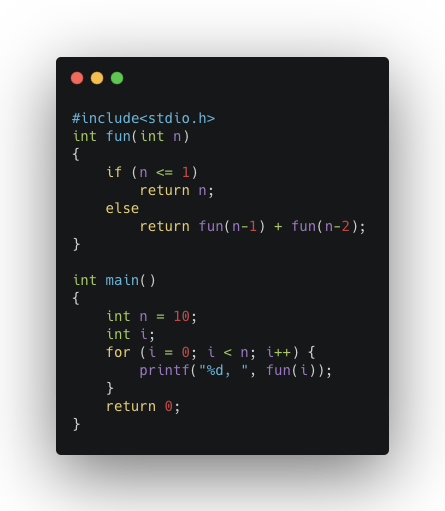 #include<stdio.h>
int fun(int n)
{
    if (n <= 1)
        return n;
    else
        return fun(n-1) + fun(n-2);
}

int main()
{
    int n = 10;
    int i;
    for (i = 0; i < n; i++) {
        printf("%d, ", fun(i));
    }
    return 0;
}